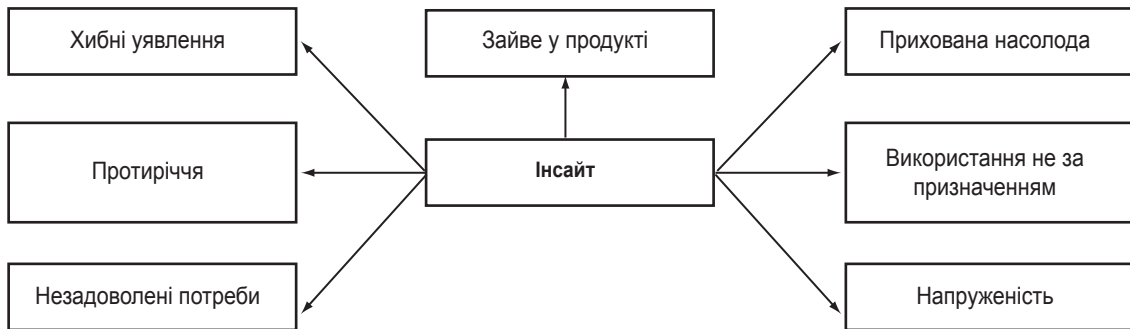 Хибні уявлення
Зайве у продукті
Прихована насолода
Протиріччя
Інсайт
Використання не за
призначенням
Незадоволені потреби
Напруженість